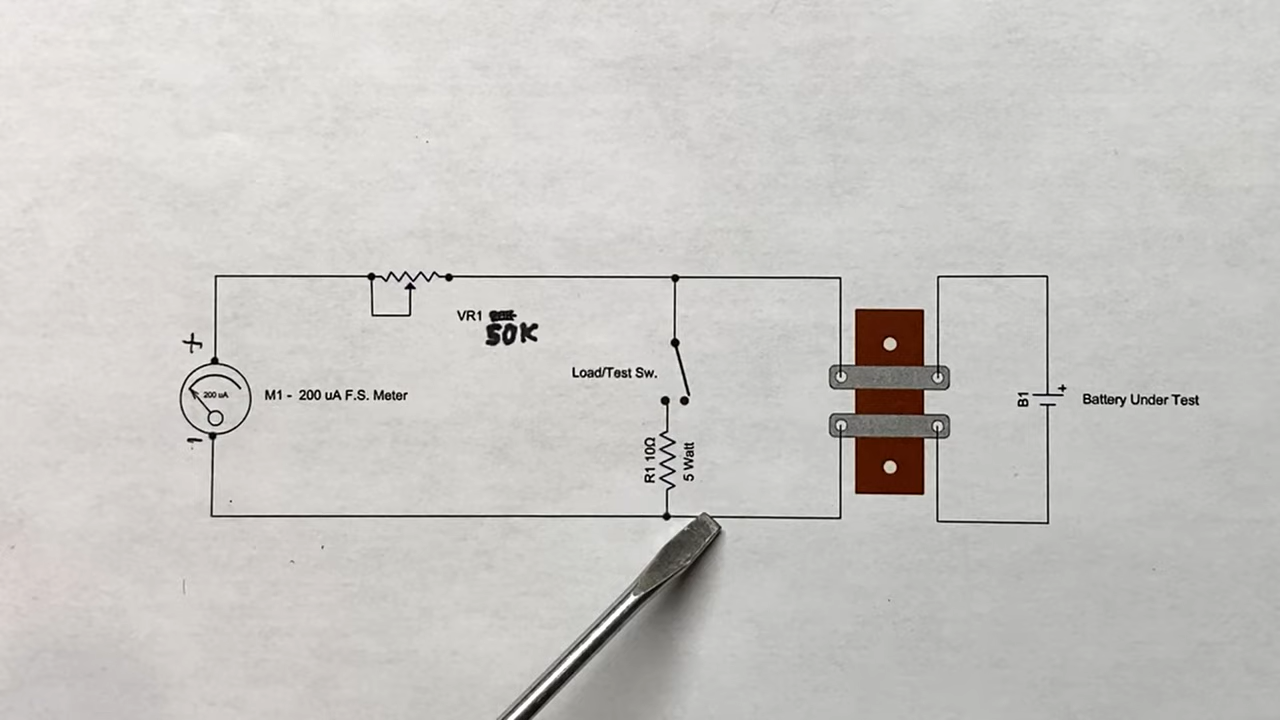 VR1
50K
+
Load/Test Sw.
200 uA
M1 - 200 uA F.S. Meter
-
R1 10Ω
5 Watt
B1
+
Battery Under Test